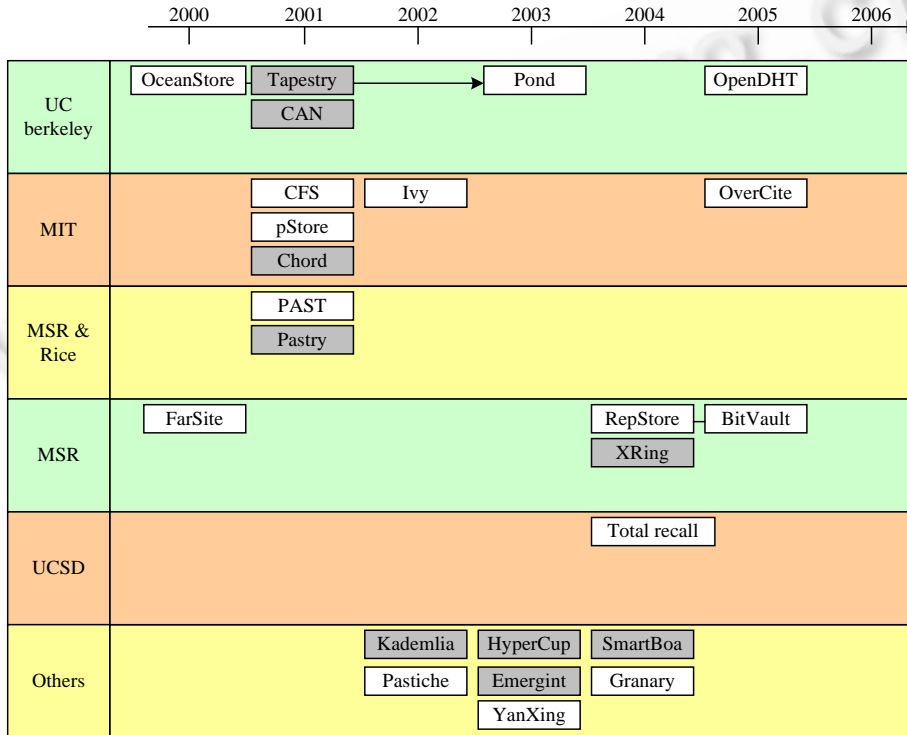 2000 2001 2002 2003 2004 2005 2006
OceanStore Tapestry Pond OpenDHT
CAN
UC
berkeley
CFS Ivy OverCite
pStore
Chord
MIT
PAST
Pastry
MSR &
Rice
FarSite RepStore BitVault
XRing
MSR
Total recall
UCSD
Kademlia HyperCup SmartBoa
Pastiche Emergint Granary
YanXing
Others